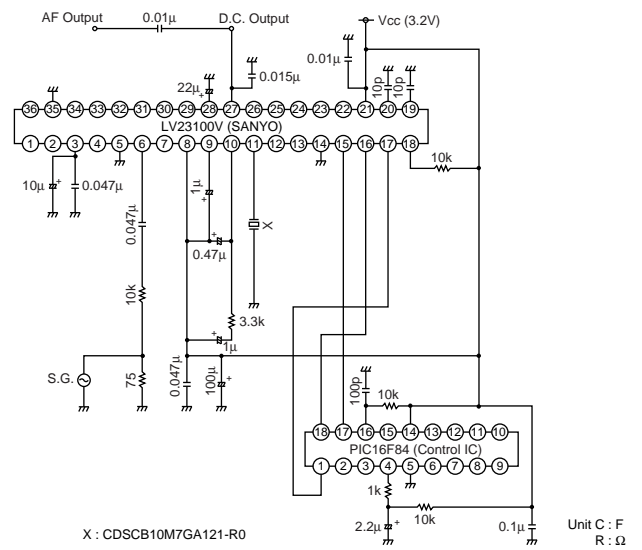 AF Output
0.01μ
D.C. Output
Vcc (3.2V)
0.01μ
0.015μ
22μ
+
10p
10p
36 35 34 33 32 31 30 29 28 27 26 25 24 23 22 21 20 19
LV23100V (SANYO)
1 2 3 4 5 6 7 8 9 10 11 12 13 14 15 16 17 18
10k
10μ
+
0.047μ
0.047μ
1μ
+
X
+
0.47μ
10k
3.3k
+
1μ
S.G.
75
0.047μ
100μ
+
100p
10k
18 17 16 15 14 13 12 11 10
PIC16F84 (Control IC)
1 2 3 4 5 6 7 8 9
1k
10k
2.2μ
+
0.1μ
X : CDSCB10M7GA121-R0
Unit C : F
R : Ω